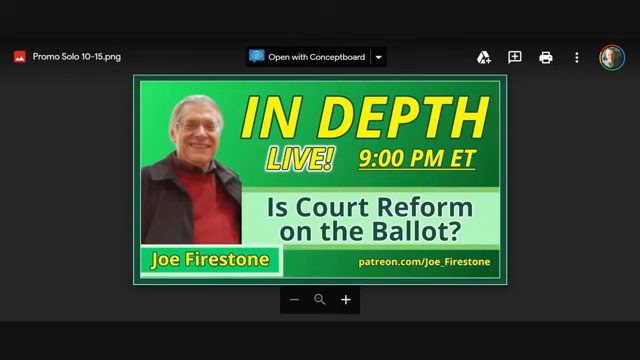 Promo Solo 10-15.png
Open with Conceptboard
IN DEPTH
LIVE! 9:00 PM ET
Is Court Reform
on the Ballot?
Joe Firestone
patreon.com/Joe_Firestone